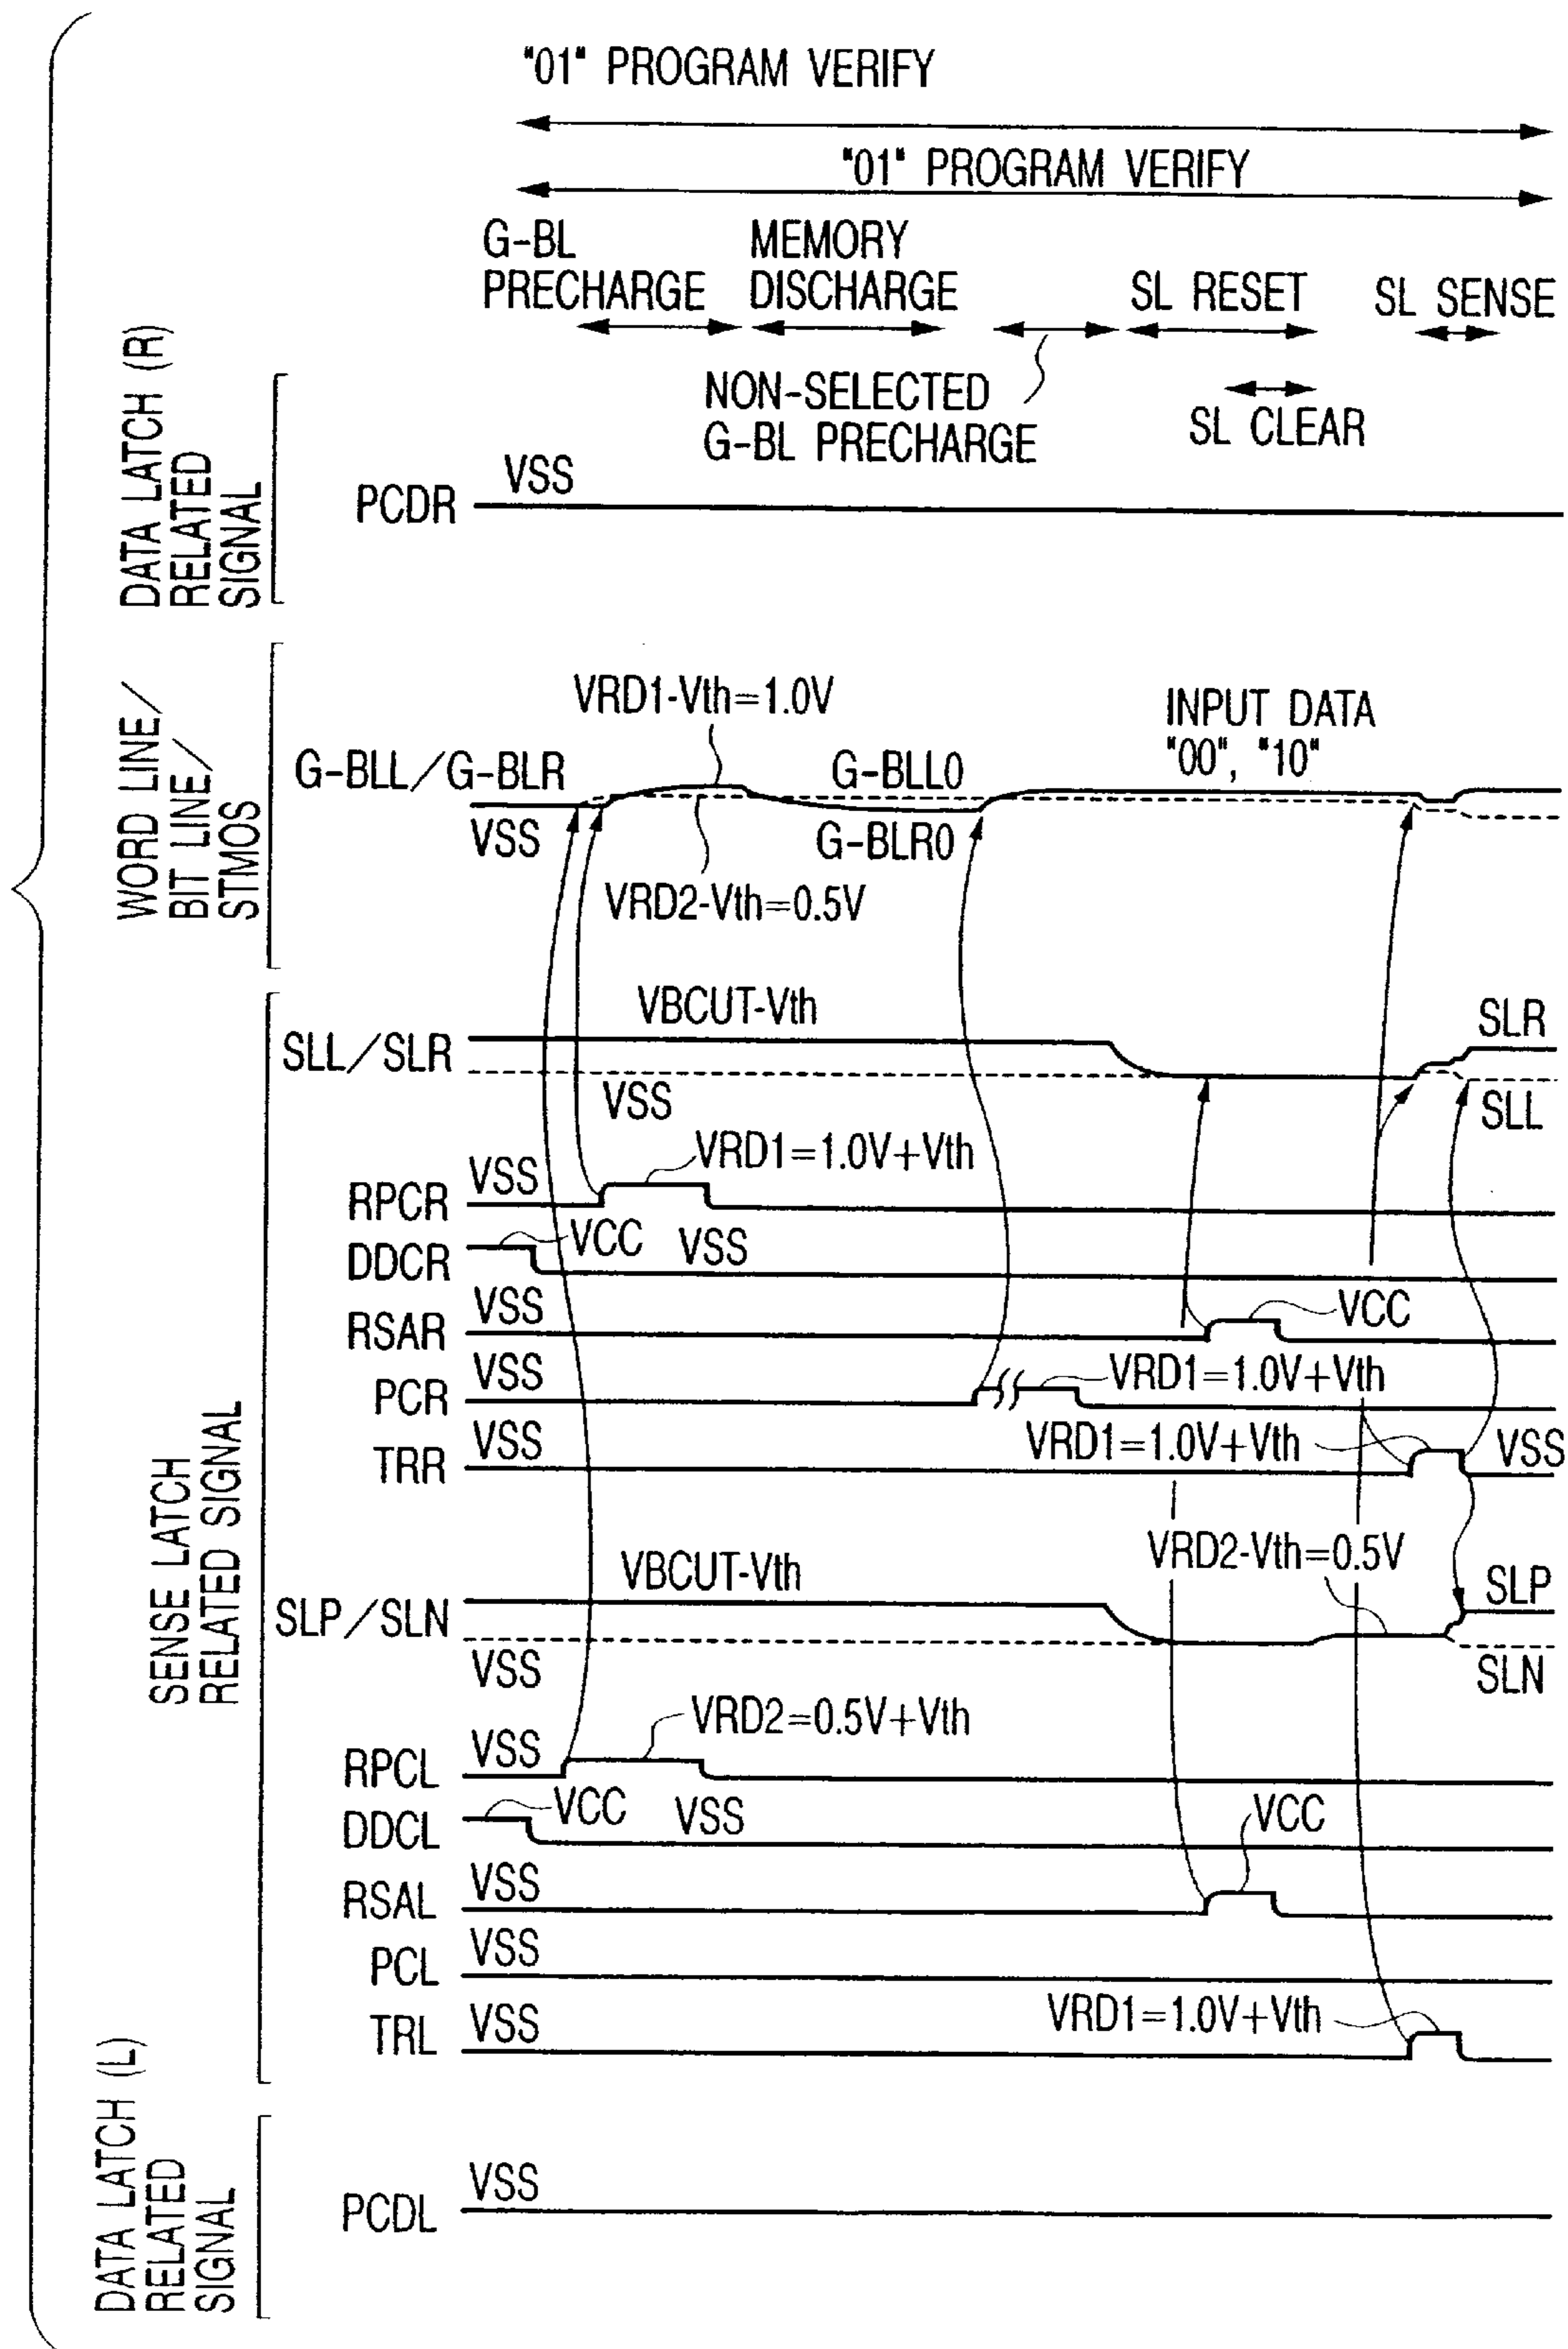 "01" PROGRAM VERIFY
"01" PROGRAM VERIFY
G-BL
PRECHARGE
MEMORY
DISCHARGE
SL RESET
SL SENSE
NON-SELECTED
G-BL PRECHARGE
SL CLEAR
DATA LATCH (R)
RELATED
SIGNAL
PCDR
VSS
WORD LINE/
BIT LINE/
STMOS
G-BLL/G-BLR
VSS
VRD1-Vth=1.0V
G-BLL0
G-BLR0
VRD2-Vth=0.5V
INPUT DATA
"00", "10"
SENSE LATCH
RELATED SIGNAL
SLL/SLR
VBCUT-Vth
VSS
SLR
SLL
RPCR
VSS
VRD1=1.0V+Vth
DDCR
VCC
VSS
RSAR
VSS
VCC
PCR
VSS
VRD1=1.0V+Vth
TRR
VSS
VRD1=1.0V+Vth
VSS
SLP/SLN
VBCUT-Vth
VSS
VRD2-Vth=0.5V
SLP
SLN
RPCL
VSS
VRD2=0.5V+Vth
DDCL
VCC
VSS
RSAL
VSS
VCC
PCL
VSS
TRL
VSS
VRD1=1.0V+Vth
DATA LATCH (L)
RELATED
SIGNAL
PCDL
VSS